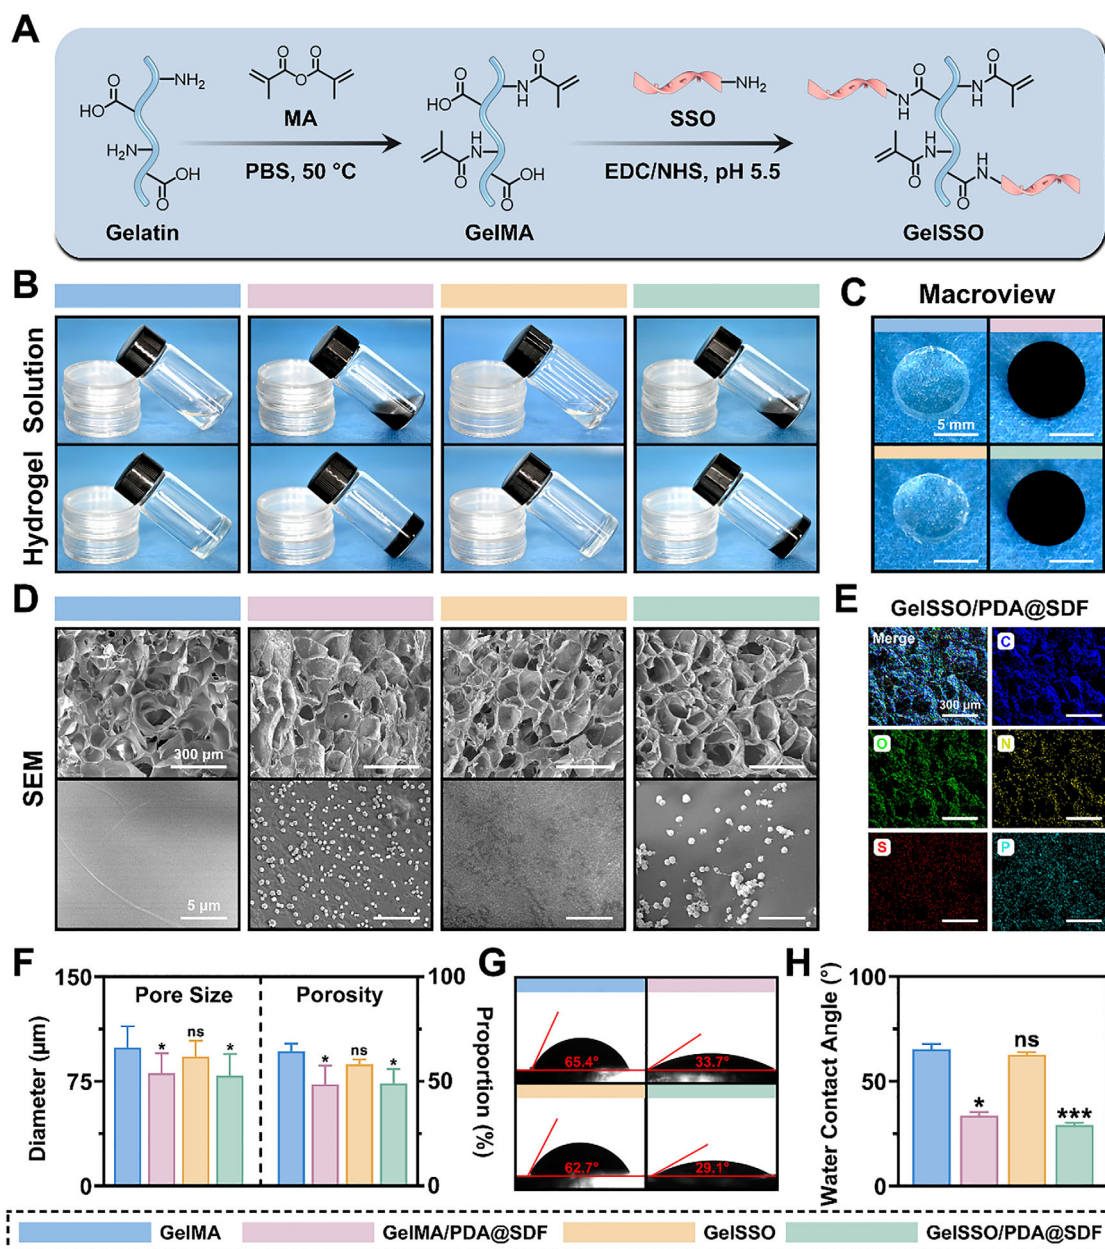 A
NH₂
O
HO
H₂N
OH
O
Gelatin
O O
O
MA
PBS, 50 °C
O
HO
N
H
O
H
N
O
OH
O
GelMA
NH₂
SSO
EDC/NHS, pH 5.5
O
N
H
O
N
H
H
N
O
H
N
O
GelSSO
B
Solution
Hydrogel
C
Macroview
5 mm
D
SEM
300 μm
5 μm
E
GelSSO/PDA@SDF
Merge
300 μm
C
O
N
S
P
F
Diameter (μm)
150
75
0
Pore Size
* ns *
Porosity
* ns *
100
50
0
Proportion (%)
G
65.4°
33.7°
62.7°
29.1°
H
Water Contact Angle (°)
100
50
0
*
ns
***
GelMA
GelMA/PDA@SDF
GelSSO
GelSSO/PDA@SDF